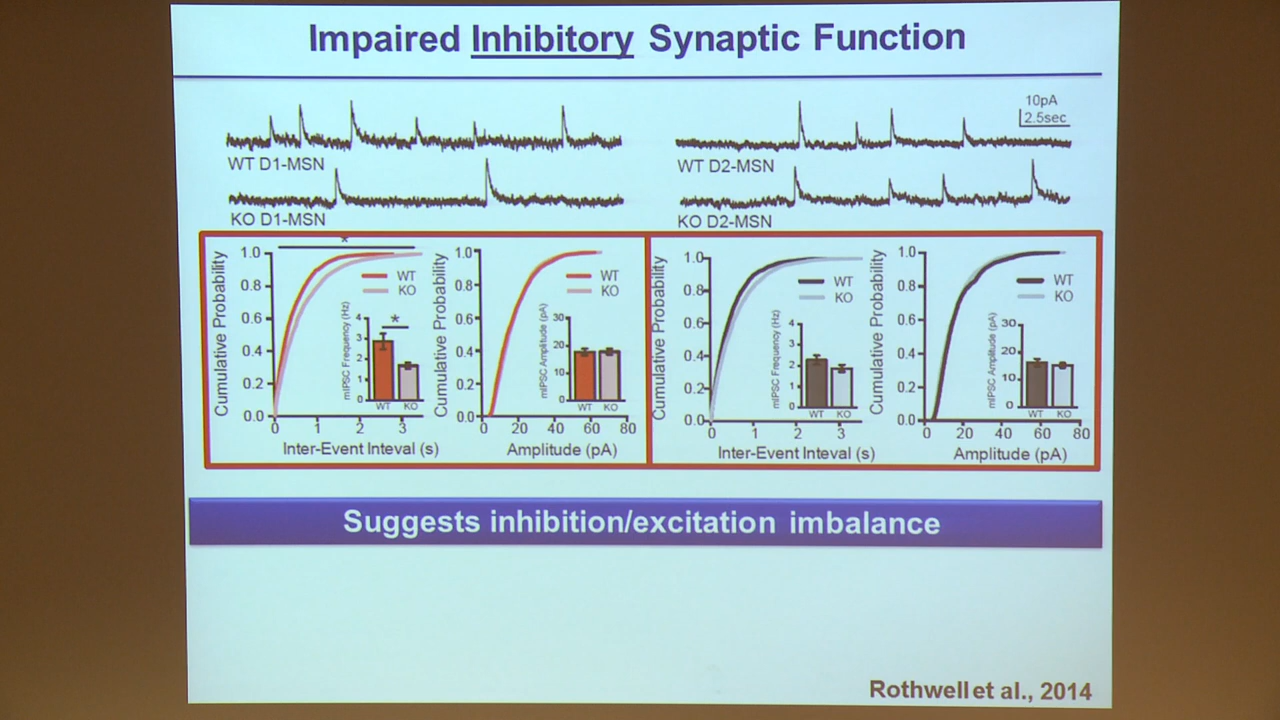 Impaired Inhibitory Synaptic Function
10pA
2.5sec
WT D1-MSN
WT D2-MSN
KO D1-MSN
KO D2-MSN
*
Cumulative Probability
1.0
0.8
0.6
0.4
0.2
0.0
0 1 2 3
Inter-Event Inteval (s)
WT
KO
mIPSC Frequency (Hz)
4
3
2
1
0
*
WT KO
Cumulative Probability
1.0
0.8
0.6
0.4
0.2
0.0
0 20 40 60 80
Amplitude (pA)
WT
KO
mIPSC Amplitude (pA)
30
20
10
0
WT KO
Cumulative Probability
1.0
0.8
0.6
0.4
0.2
0.0
0 1 2 3
Inter-Event Inteval (s)
WT
KO
mIPSC Frequency (Hz)
4
3
2
1
0
WT KO
Cumulative Probability
1.0
0.8
0.6
0.4
0.2
0.0
0 20 40 60 80
Amplitude (pA)
WT
KO
mIPSC Amplitude (pA)
30
20
10
0
WT KO
Suggests inhibition/excitation imbalance
Rothwell et al., 2014